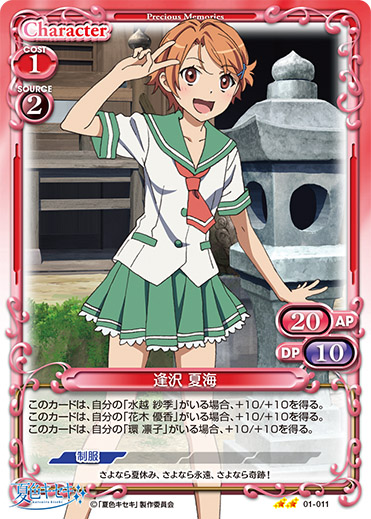 Precious Memories
Character
COST
1
SOURCE
2
20 AP
DP 10
逢沢 夏海
このカードは、自分の「水越 紗季」がいる場合、+10/+10を得る。
このカードは、自分の「花木 優香」がいる場合、+10/+10を得る。
このカードは、自分の「環 凛子」がいる場合、+10/+10を得る。
制服
さよなら夏休み、さよなら永遠、さよなら奇跡!
夏色キセキ
©「夏色キセキ」製作委員会
01-011